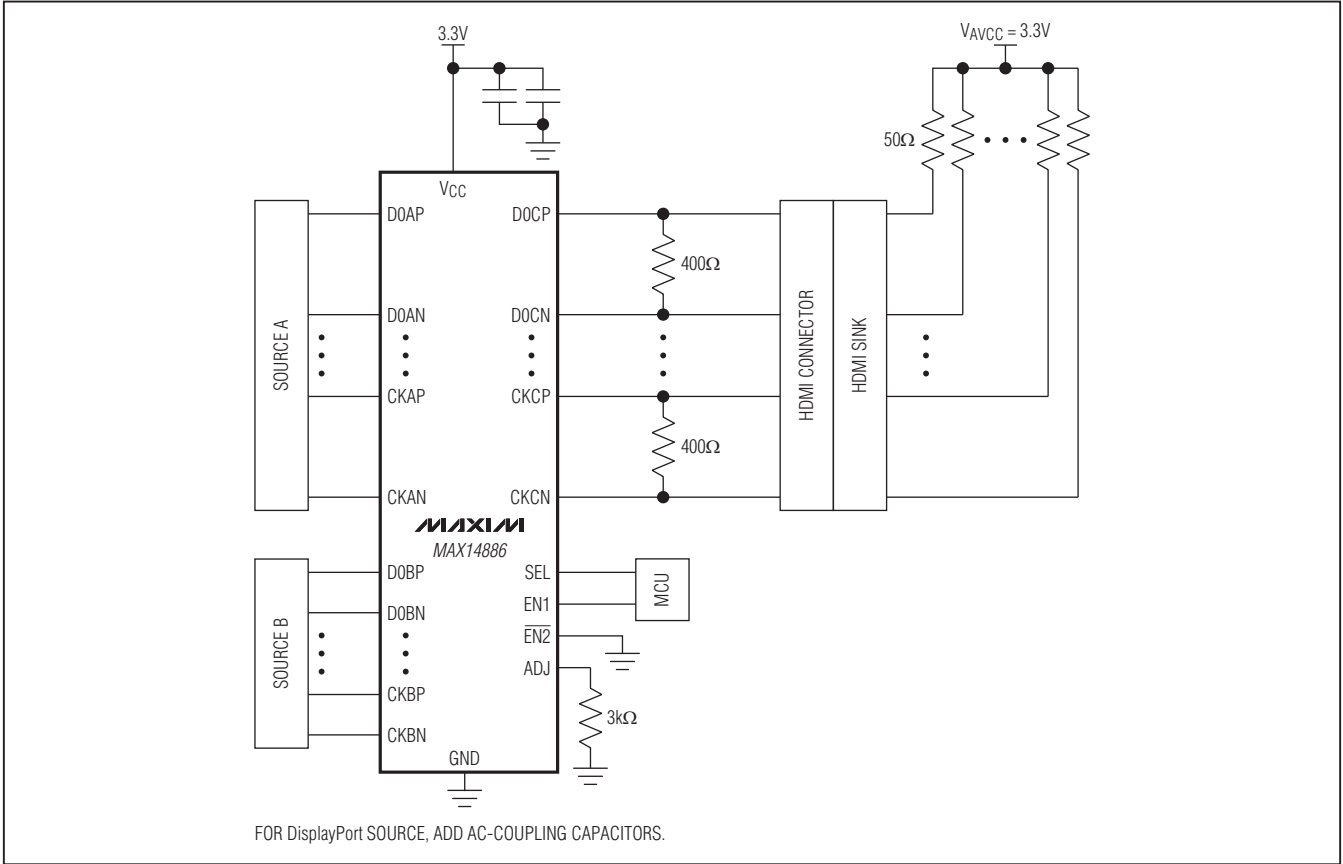 3.3V
VAVCC = 3.3V
50Ω
VCC
D0AP
D0CP
400Ω
D0AN
D0CN
SOURCE A
HDMI CONNECTOR
HDMI SINK
CKAP
CKCP
400Ω
CKAN
CKCN
MAXIM
MAX14886
D0BP
SEL
MCU
D0BN
EN1
EN2
SOURCE B
ADJ
CKBP
3kΩ
CKBN
GND
FOR DisplayPort SOURCE, ADD AC-COUPLING CAPACITORS.